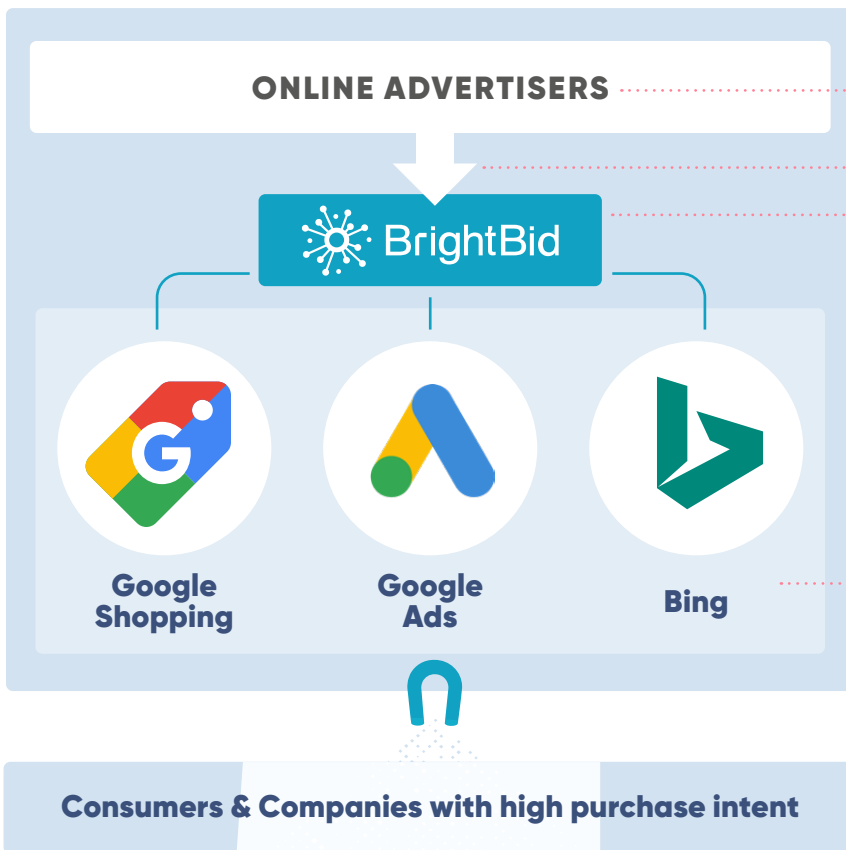 ONLINE ADVERTISERS
BrightBid
G
Google
Shopping
Google
Ads
Bing
Consumers & Companies with high purchase intent